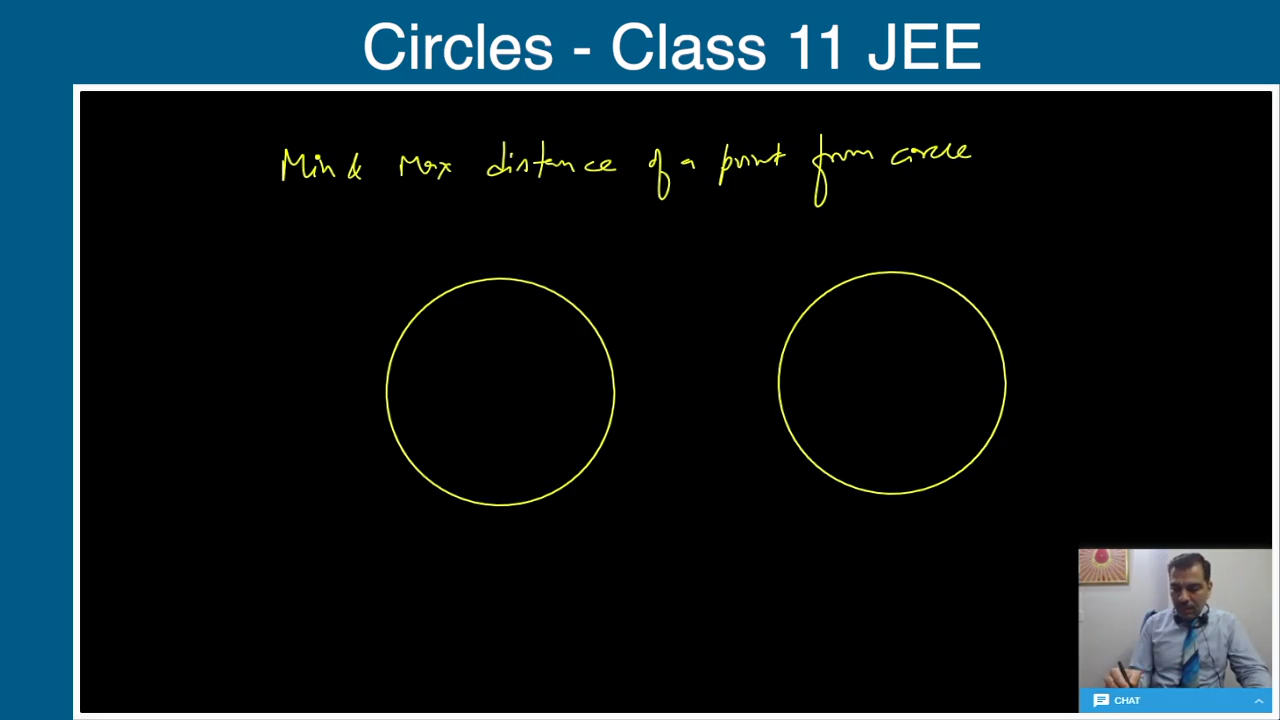 Circles - Class 11 JEE
Min & Max distance of a point from circle
CHAT